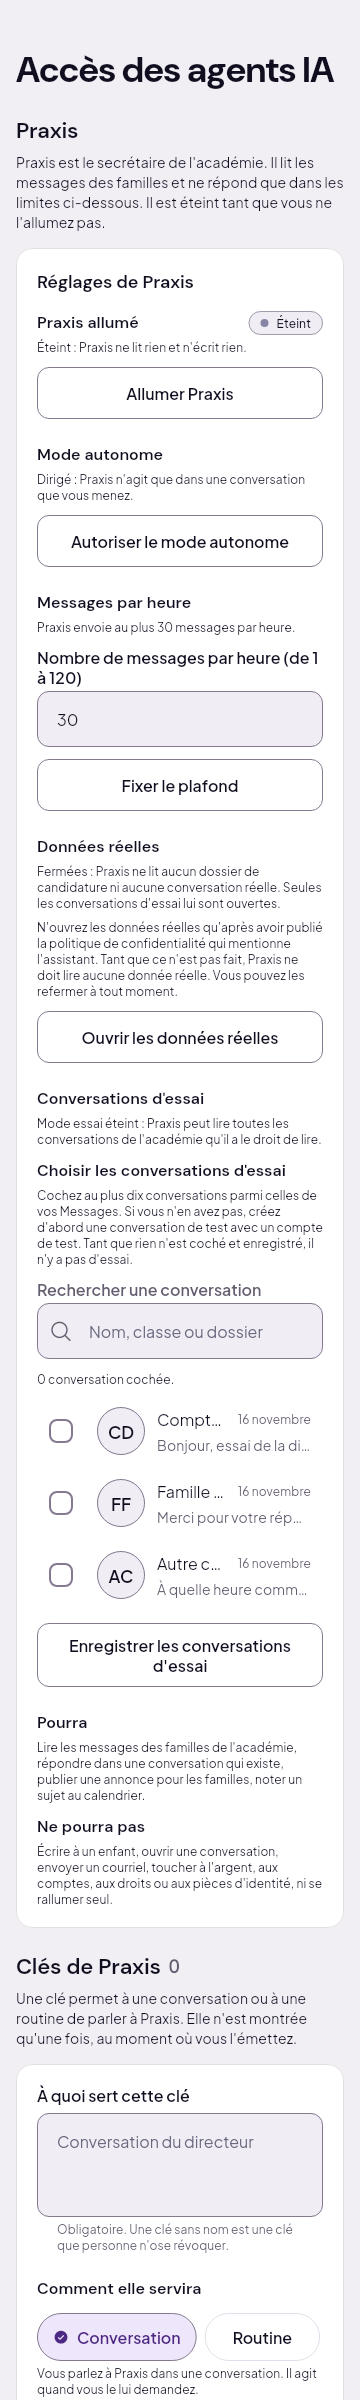 Accès des agents IA
Praxis
Praxis est le secrétaire de l'académie. Il lit les
messages des familles et ne répond que dans les
limites ci-dessous. Il est éteint tant que vous ne
l'allumez pas.
Réglages de Praxis
Praxis allumé
Éteint
Éteint : Praxis ne lit rien et n'écrit rien.
Allumer Praxis
Mode autonome
Dirigé : Praxis n'agit que dans une conversation
que vous menez.
Autoriser le mode autonome
Messages par heure
Praxis envoie au plus 30 messages par heure.
Nombre de messages par heure (de 1
à 120)
30
Fixer le plafond
Données réelles
Fermées : Praxis ne lit aucun dossier de
candidature ni aucune conversation réelle. Seules
les conversations d'essai lui sont ouvertes.
N'ouvrez les données réelles qu'après avoir publié
la politique de confidentialité qui mentionne
l'assistant. Tant que ce n'est pas fait, Praxis ne
doit lire aucune donnée réelle. Vous pouvez les
refermer à tout moment.
Ouvrir les données réelles
Conversations d'essai
Mode essai éteint : Praxis peut lire toutes les
conversations de l'académie qu'il a le droit de lire.
Choisir les conversations d'essai
Cochez au plus dix conversations parmi celles de
vos Messages. Si vous n'en avez pas, créez
d'abord une conversation de test avec un compte
de test. Tant que rien n'est coché et enregistré, il
n'y a pas d'essai.
Rechercher une conversation
Nom, classe ou dossier
0 conversation cochée.
CD
Compt… 16 novembre
Bonjour, essai de la di…
FF
Famille … 16 novembre
Merci pour votre rép…
AC
Autre c… 16 novembre
À quelle heure comm…
Enregistrer les conversations
d'essai
Pourra
Lire les messages des familles de l'académie,
répondre dans une conversation qui existe,
publier une annonce pour les familles, noter un
sujet au calendrier.
Ne pourra pas
Écrire à un enfant, ouvrir une conversation,
envoyer un courriel, toucher à l'argent, aux
comptes, aux droits ou aux pièces d'identité, ni se
rallumer seul.
Clés de Praxis 0
Une clé permet à une conversation ou à une
routine de parler à Praxis. Elle n'est montrée
qu'une fois, au moment où vous l'émettez.
À quoi sert cette clé
Conversation du directeur
Obligatoire. Une clé sans nom est une clé
que personne n'ose révoquer.
Comment elle servira
Conversation
Routine
Vous parlez à Praxis dans une conversation. Il agit
quand vous le lui demandez.